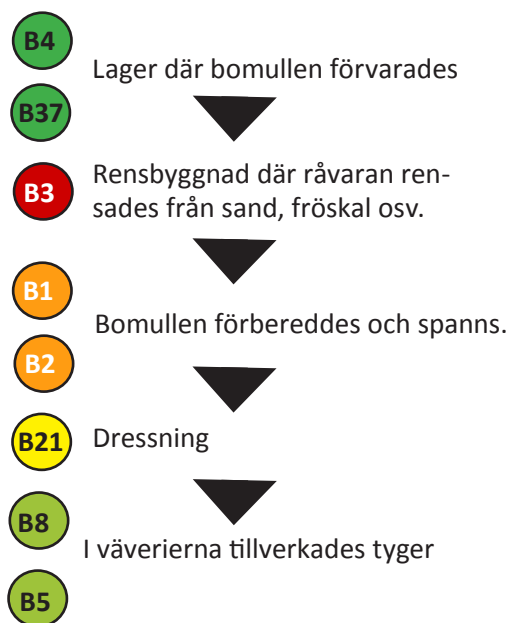 B4
Lager där bomullen förvarades
B37
B3
Rensbyggnad där råvaran ren-
sades från sand, fröskal osv.
B1
Bomullen förbereddes och spanns.
B2
B21 Dressning
B8
I väverierna tillverkades tyger
B5